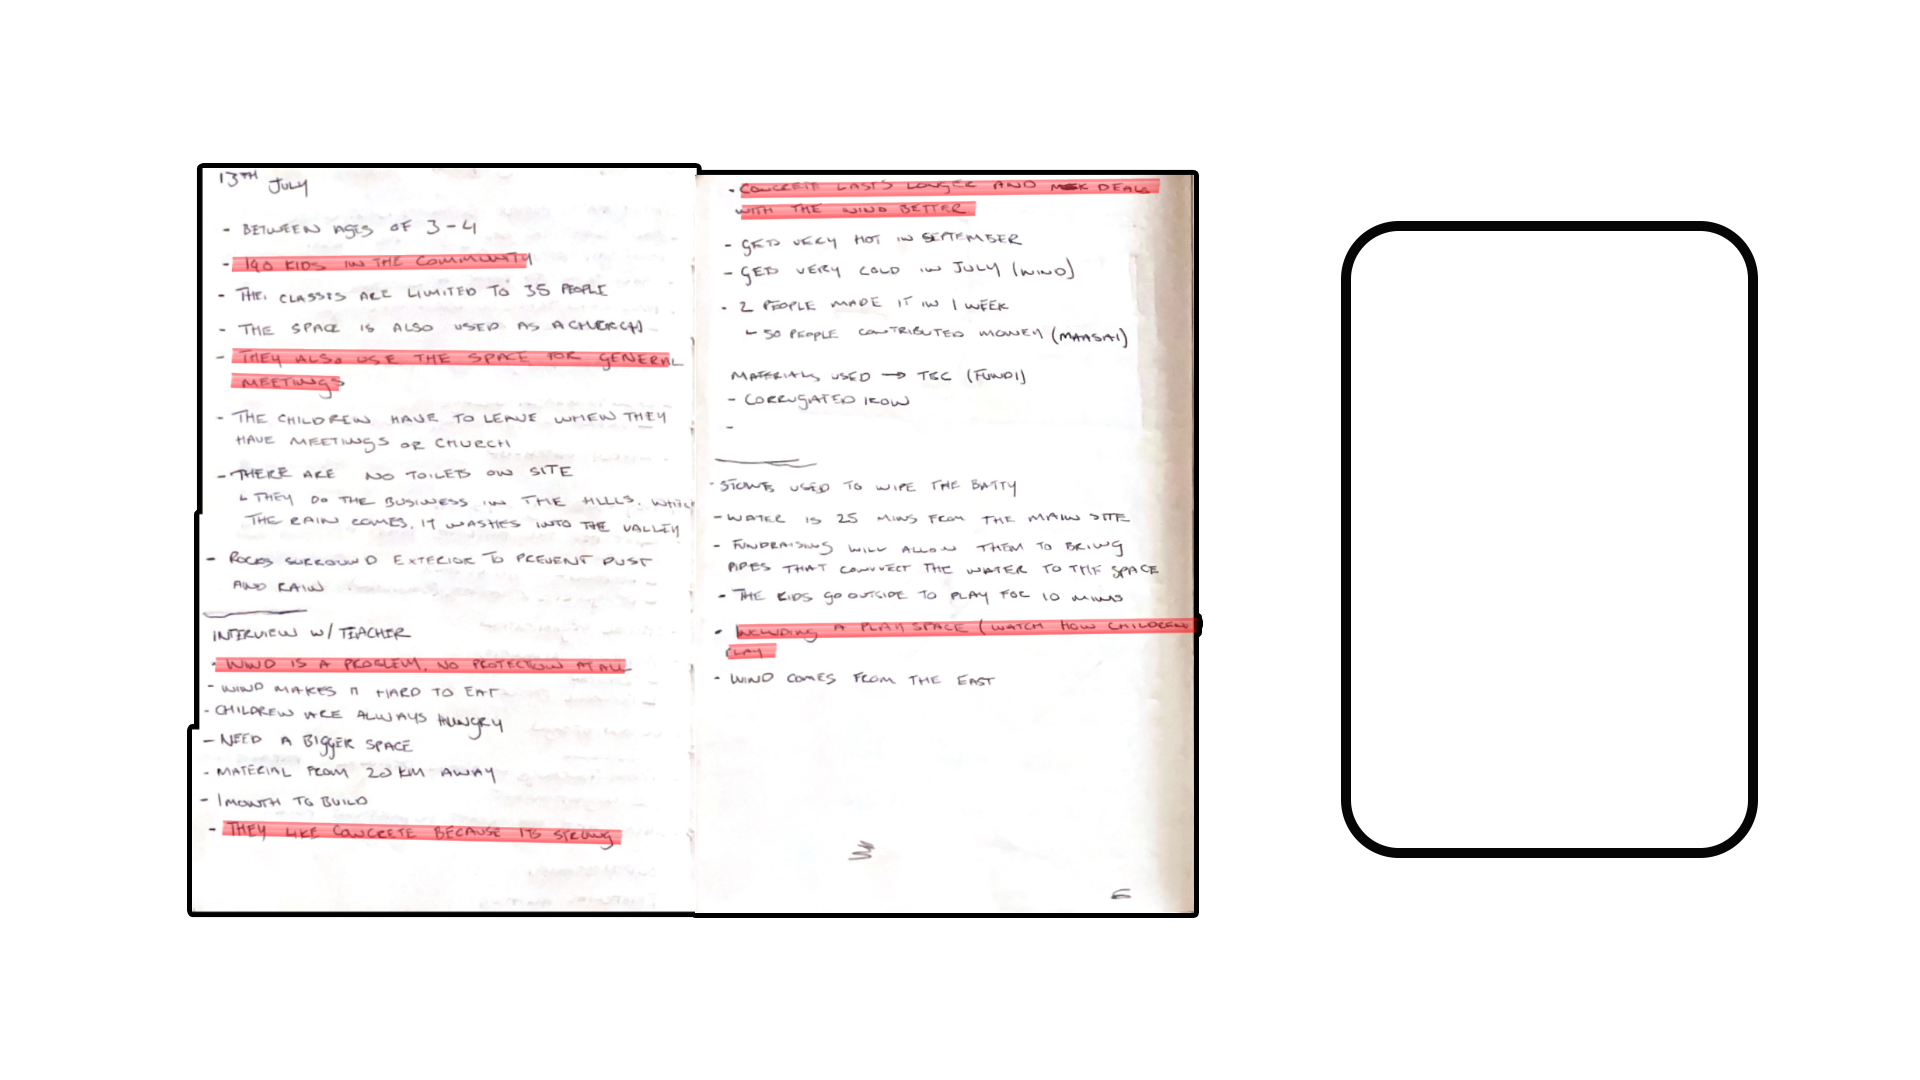 13TH JULY
- BETWEEN AGES OF 3-4
- 190 KIDS IN THE COMMUNITY
- THE CLASSES ARE LIMITED TO 35 PEOPLE
- THE SPACE IS ALSO USED AS A CHURCH
- THEY ALSO USE THE SPACE FOR GENERAL
MEETINGS
- THE CHILDREN HAVE TO LEAVE WHEN THEY
HAVE MEETINGS OR CHURCH
- THERE ARE NO TOILETS ON SITE
↳ THEY DO THE BUSINESS IN THE HILLS.
THE RAIN COMES, IT WASHES INTO THE VALLEY
- ROCKS SURROUND EXTERIOR TO PREVENT DUST
AND RAIN
INTERVIEW W/ TEACHER
- WIND IS A PROBLEM, NO PROTECTION AT ALL
- WIND MAKES IT HARD TO EAT
- CHILDREN ARE ALWAYS HUNGRY
- NEED A BIGGER SPACE
- MATERIAL FROM 20 KM AWAY
- 1 MONTH TO BUILD
- THEY LIKE CONCRETE BECAUSE ITS STRONG
- CONCRETE LASTS LONGER AND DEALS
WITH THE WIND BETTER
- GETS VERY HOT IN SEPTEMBER
- GETS VERY COLD IN JULY (WIND)
- 2 PEOPLE MADE IT IN 1 WEEK
↳ 50 PEOPLE CONTRIBUTED MONEY (MAASAI)
MATERIALS USED → TBC (FUNDI)
- CORRUGATED IRON
-
- STONES USED TO WIPE THE BATTY
- WATER IS 25 MINS FROM THE MAIN SITE
- FUNDRAISING WILL ALLOW THEM TO BRING
PIPES THAT CONNECT THE WATER TO THE SPACE
- THE KIDS GO OUTSIDE TO PLAY FOR 10 MINS
- INCLUDING A PLAY SPACE (WATCH HOW CHILDREN
PLAY
- WIND COMES FROM THE EAST